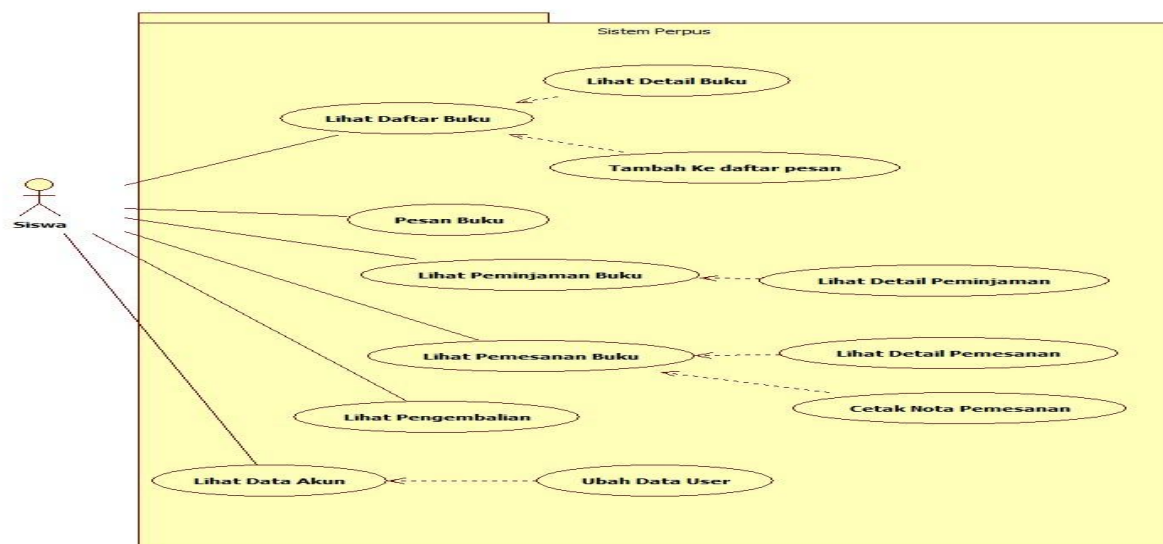 Sistem Perpus
Lihat Detail Buku
Lihat Daftar Buku
Tambah Ke daftar pesan
Siswa
Pesan Buku
Lihat Peminjaman Buku
Lihat Detail Peminjaman
Lihat Pemesanan Buku
Lihat Detail Pemesanan
Cetak Nota Pemesanan
Lihat Pengembalian
Lihat Data Akun
Ubah Data User